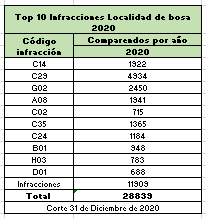 Top 10 Infracciones Localidad de bosa
2020
Código infracción Comparendos por año
2020
C14 1922
C29 4934
G02 2450
A08 1941
C02 715
C35 1365
C24 1184
B01 948
H03 783
D01 688
Infracciones 11909
Total 28839
Corte 31 de Diciembre de 2020